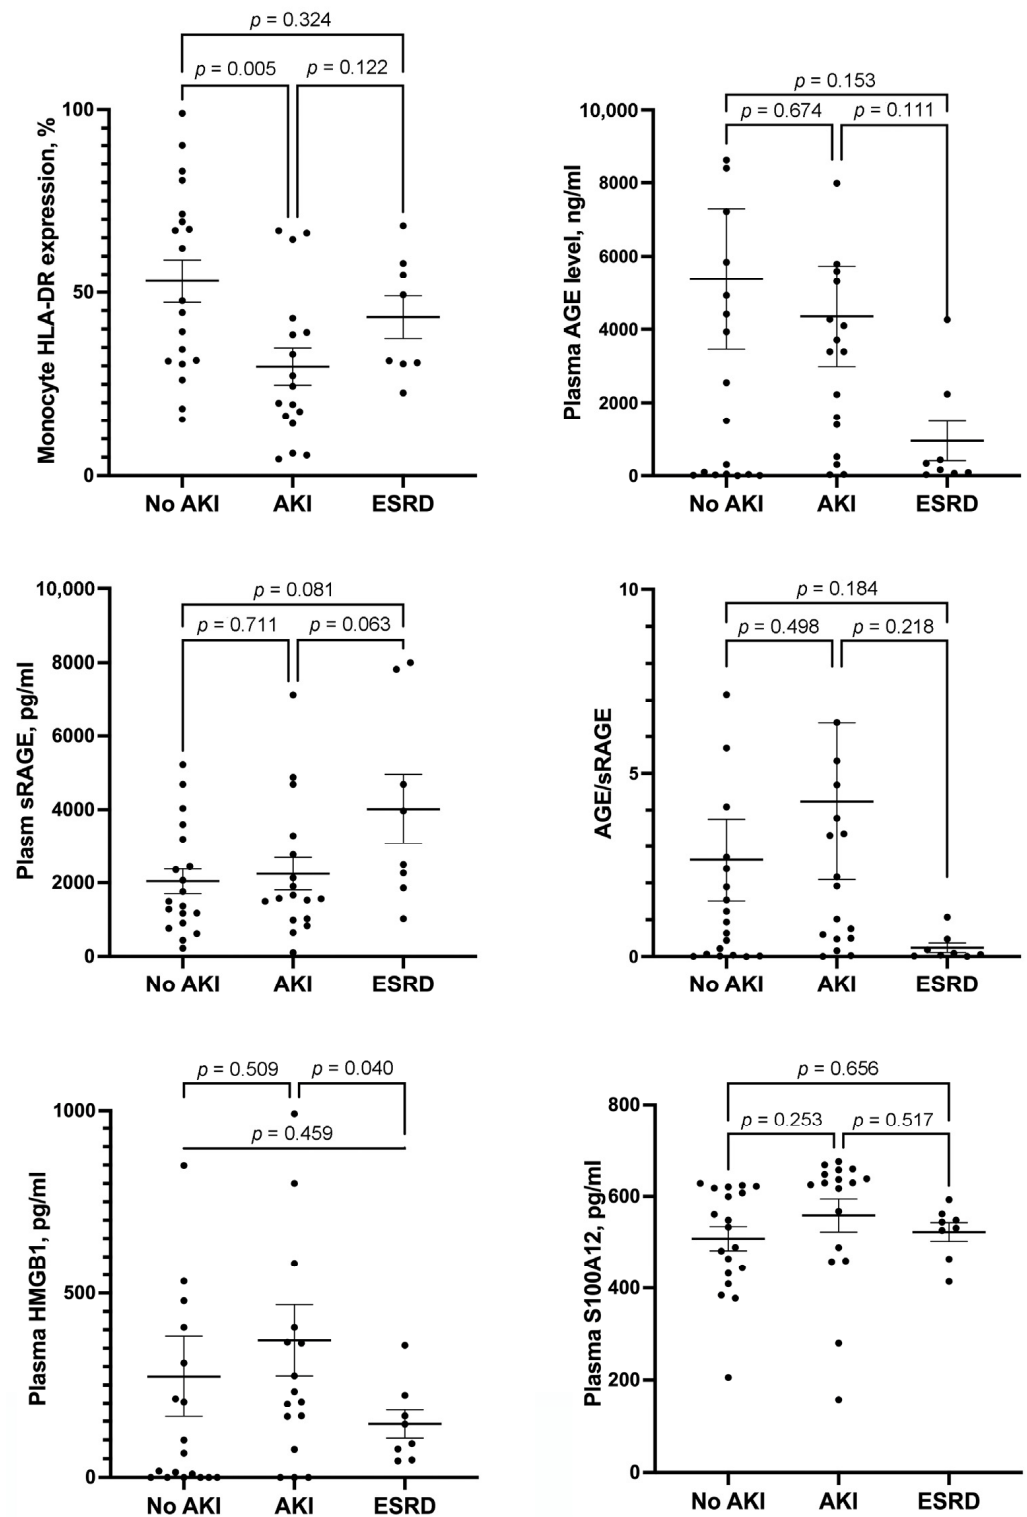 p = 0.324
p = 0.005 p = 0.122
100
50
0
Monocyte HLA-DR expression, %
No AKI AKI ESRD
p = 0.153
p = 0.674 p = 0.111
10,000
8000
6000
4000
2000
0
Plasma AGE level, ng/ml
No AKI AKI ESRD
p = 0.081
p = 0.711 p = 0.063
10,000
8000
6000
4000
2000
0
Plasm sRAGE, pg/ml
No AKI AKI ESRD
p = 0.184
p = 0.498 p = 0.218
10
5
0
AGE/sRAGE
No AKI AKI ESRD
p = 0.509 p = 0.040
p = 0.459
1000
500
0
Plasma HMGB1, pg/ml
No AKI AKI ESRD
p = 0.656
p = 0.253 p = 0.517
800
600
400
200
0
Plasma S100A12, pg/ml
No AKI AKI ESRD